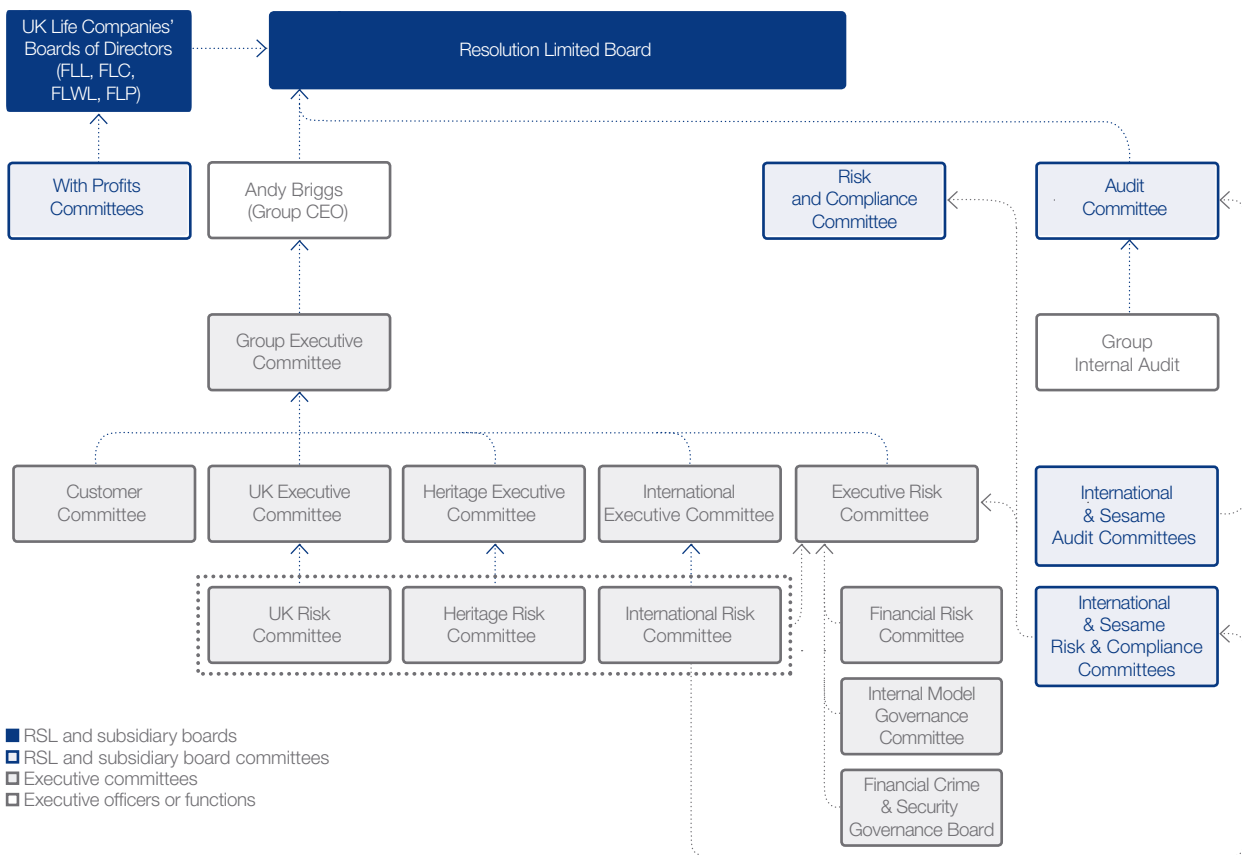 UK Life Companies’
Boards of Directors
(FLL, FLC,
FLWL, FLP)
Resolution Limited Board
With Profits
Committees
Andy Briggs
(Group CEO)
Risk
and Compliance
Committee
Audit
Committee
Group Executive
Committee
Group
Internal Audit
Customer
Committee
UK Executive
Committee
Heritage Executive
Committee
International
Executive Committee
Executive Risk
Committee
International
& Sesame
Audit Committees
UK Risk
Committee
Heritage Risk
Committee
International Risk
Committee
Financial Risk
Committee
International
& Sesame
Risk & Compliance
Committees
Internal Model
Governance
Committee
Financial Crime
& Security
Governance Board
RSL and subsidiary boards
RSL and subsidiary board committees
Executive committees
Executive officers or functions